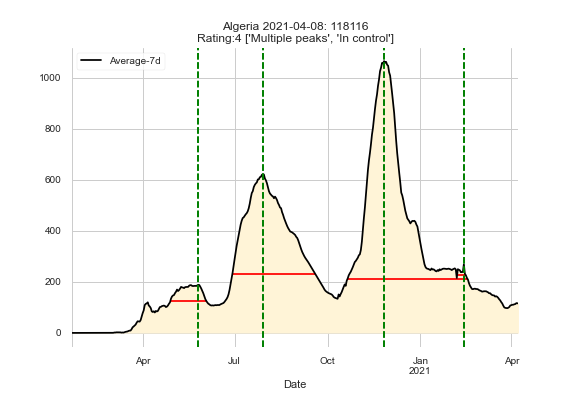 Algeria 2021-04-08: 118116
Rating:4 ['Multiple peaks', 'In control']
Average-7d
1000
800
600
400
200
0
Apr Jul Oct Jan Apr
2021
Date